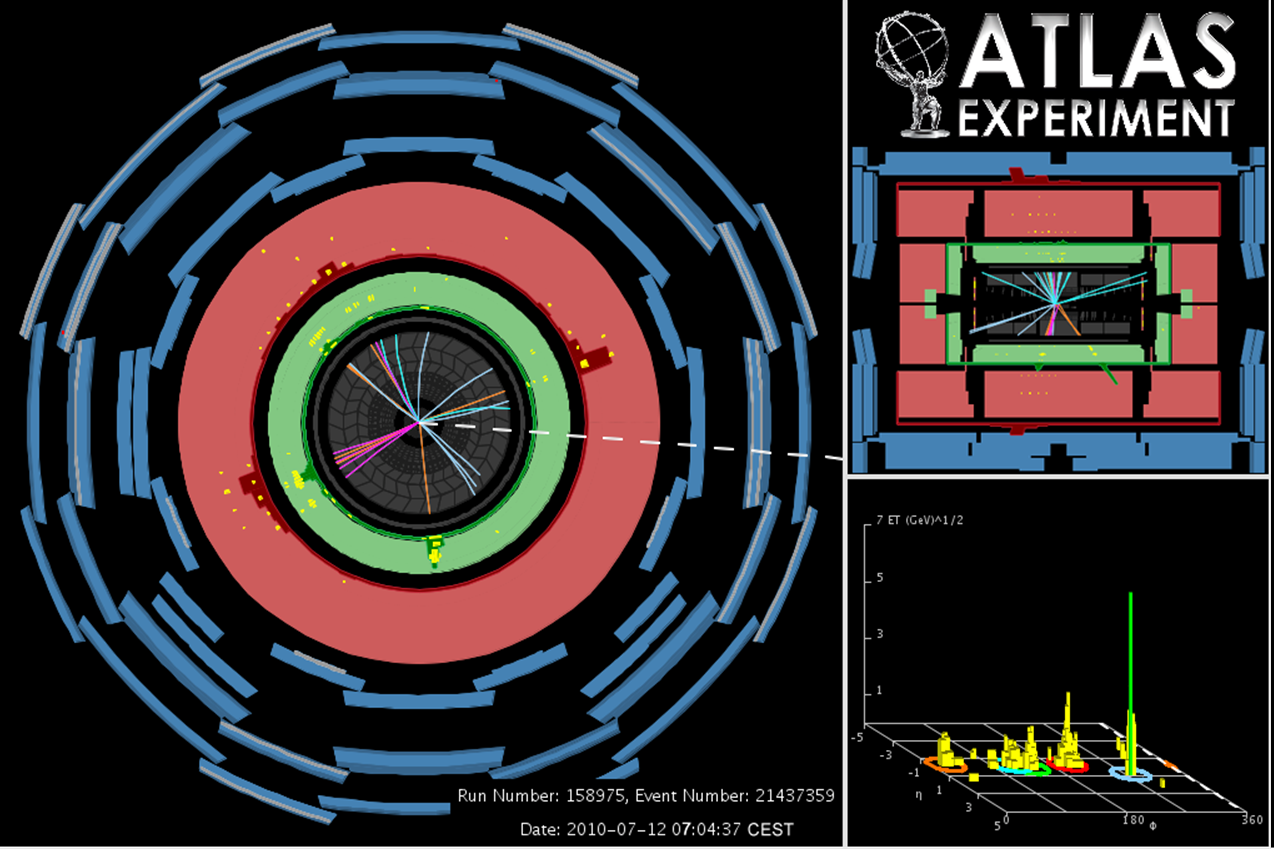 ATLAS
EXPERIMENT
7 ET (GeV)^1/2
5
3
1
-5
-3
-1
η 1
3
5
0
180 Φ
360
Run Number: 158975, Event Number: 21437359
Date: 2010-07-12 07:04:37 CEST